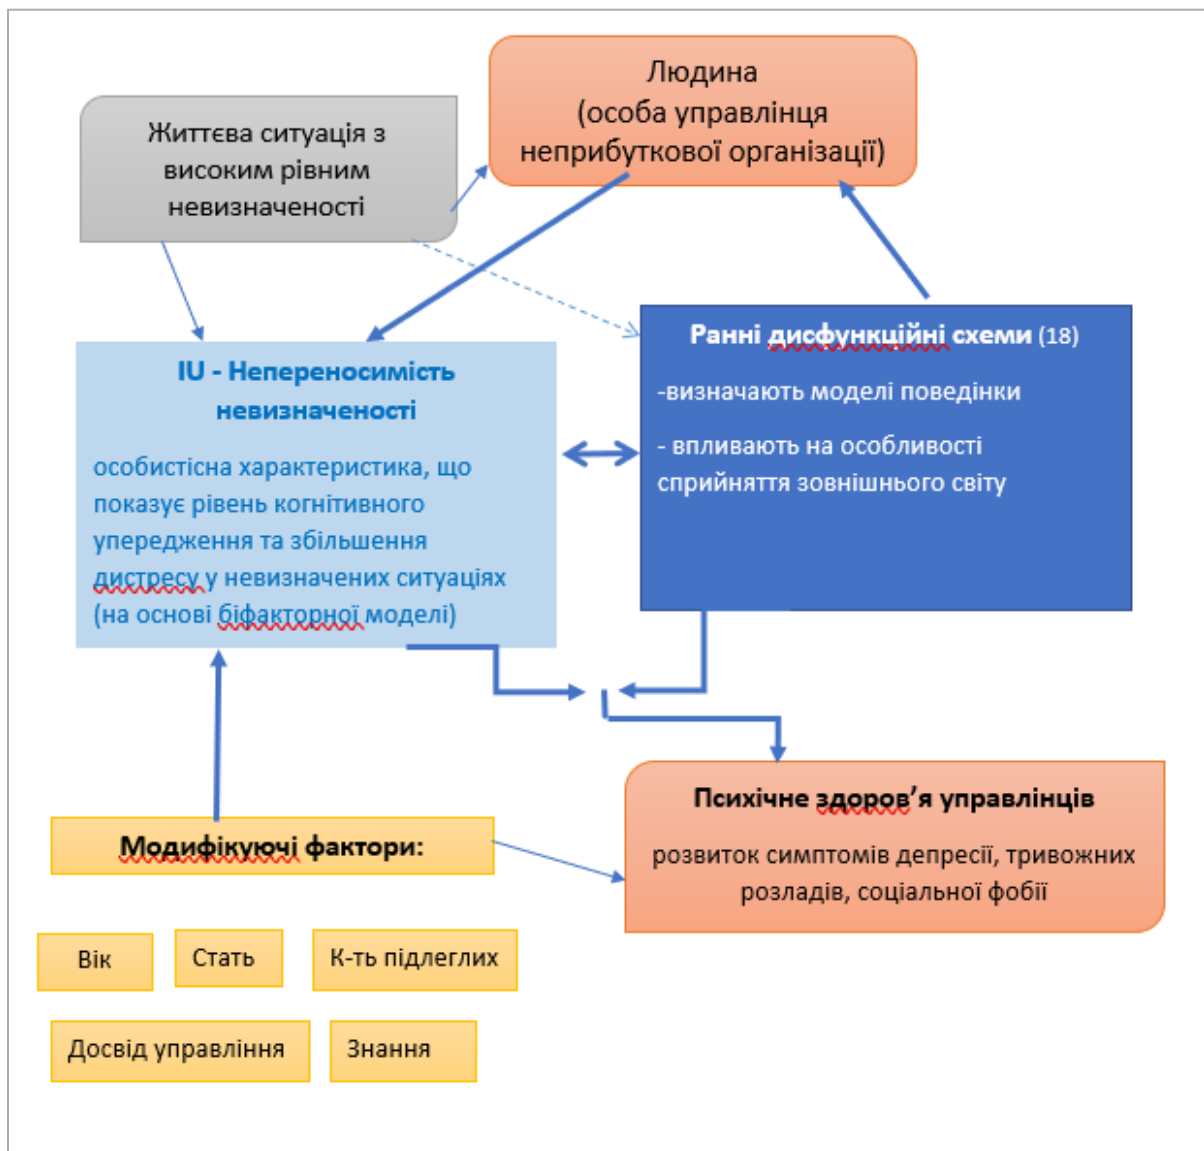 Людина
(особа управлінця
неприбуткової організації)
Життєва ситуація з
високим рівним
невизначеності
Ранні дисфункційні схеми (18)
-визначають моделі поведінки
- впливають на особливості
сприйняття зовнішнього світу
IU - Непереносимість
невизначеності
особистісна характеристика, що
показує рівень когнітивного
упередження та збільшення
дистресу у невизначених ситуаціях
(на основі біфакторної моделі)
Психічне здоров’я управлінців
розвиток симптомів депресії, тривожних
розладів, соціальної фобії
Модифікуючі фактори:
Вік
Стать
К-ть підлеглих
Досвід управління
Знання